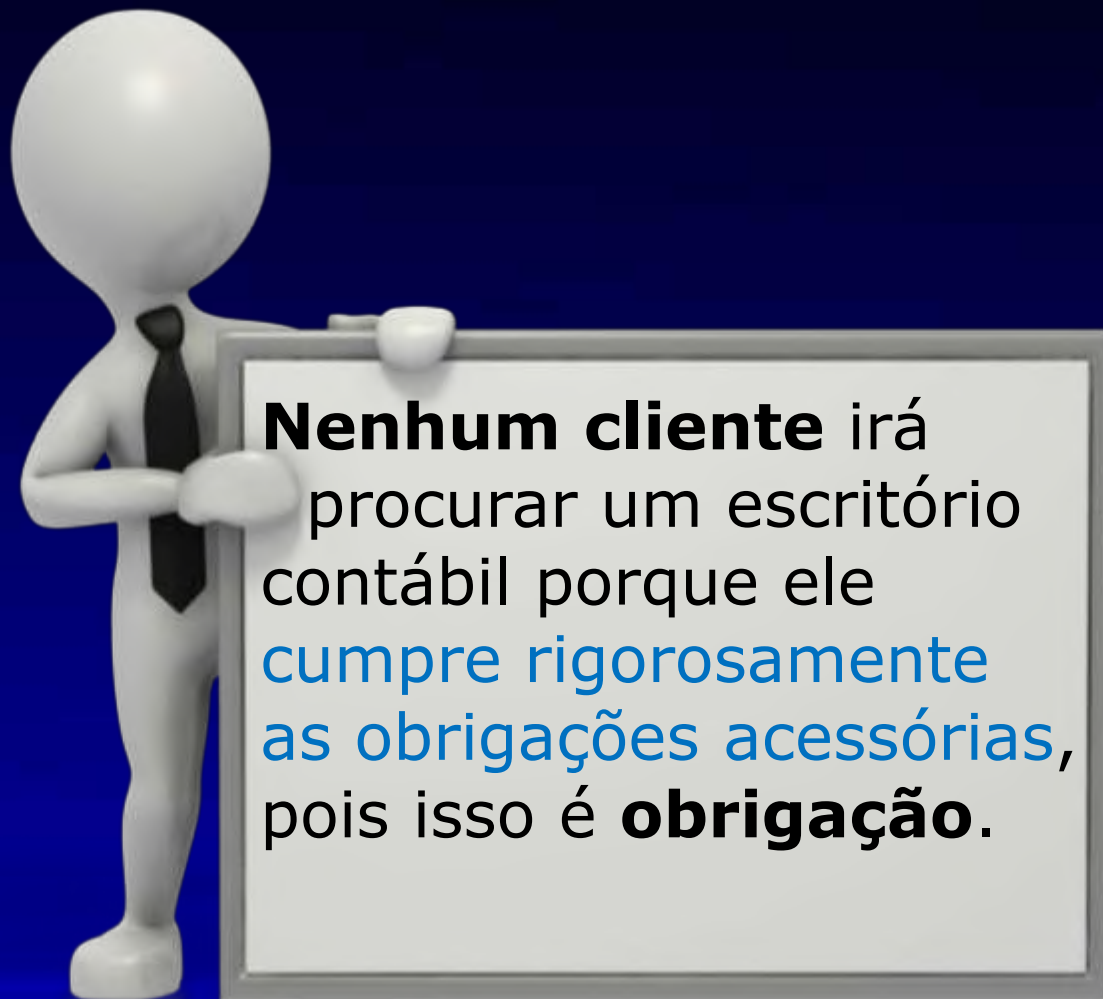 Nenhum cliente irá
procurar um escritório
contábil porque ele
cumpre rigorosamente
as obrigações acessórias,
pois isso é obrigação.